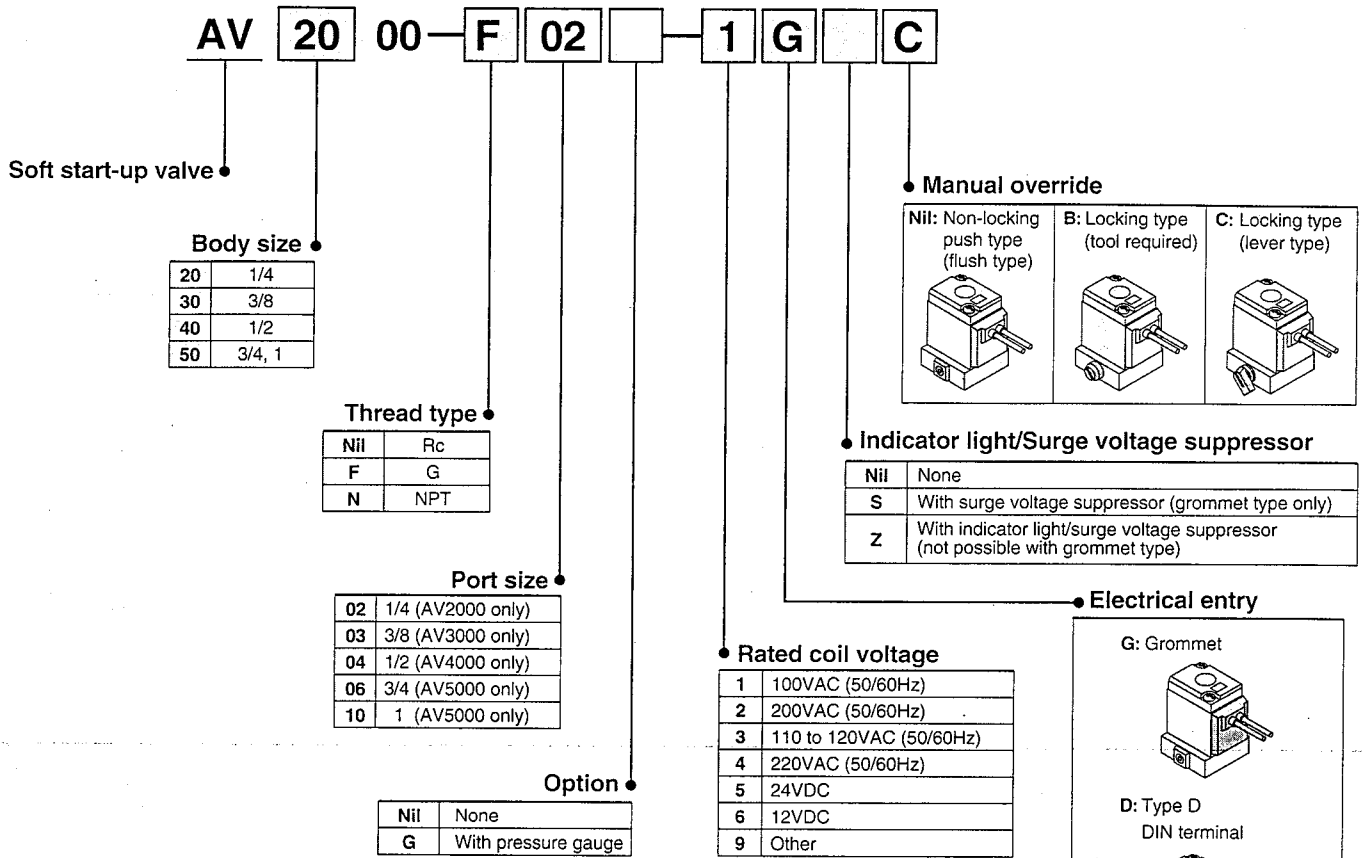 AV 20 00 — F 02 — 1 G C
Soft start-up valve
Body size
20 1/4
30 3/8
40 1/2
50 3/4, 1
Thread type
Nil Rc
F G
N NPT
Port size
02 1/4 (AV2000 only)
03 3/8 (AV3000 only)
04 1/2 (AV4000 only)
06 3/4 (AV5000 only)
10 1 (AV5000 only)
Option
Nil None
G With pressure gauge
Manual override
Nil: Non-locking
push type
(flush type)
B: Locking type
(tool required)
C: Locking type
(lever type)
Indicator light/Surge voltage suppressor
Nil None
S With surge voltage suppressor (grommet type only)
Z With indicator light/surge voltage suppressor
(not possible with grommet type)
Rated coil voltage
1 100VAC (50/60Hz)
2 200VAC (50/60Hz)
3 110 to 120VAC (50/60Hz)
4 220VAC (50/60Hz)
5 24VDC
6 12VDC
9 Other
Electrical entry
G: Grommet
D: Type D
DIN terminal